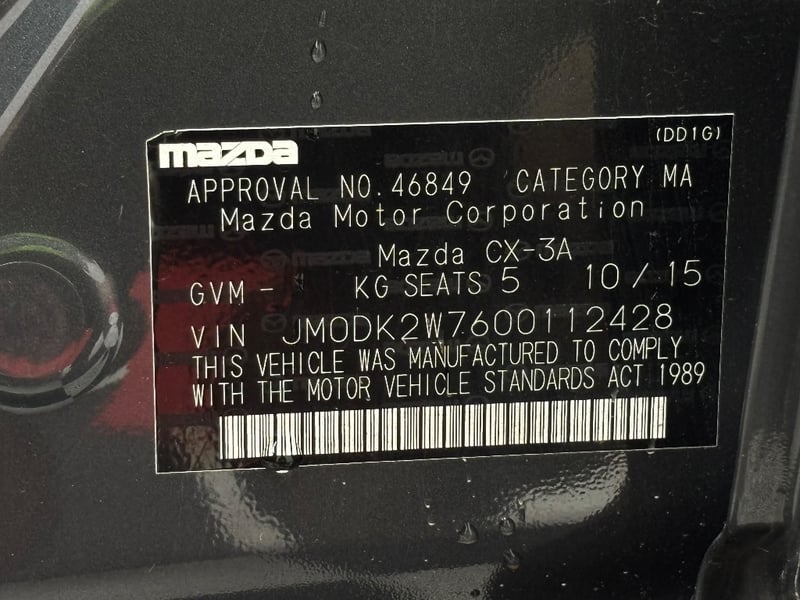 (DD1G)
mazda
APPROVAL NO. 46849 CATEGORY MA
Mazda Motor Corporation
Mazda CX-3A
GVM - KG SEATS 5 10/15
VIN JM0DK2W7600112428
THIS VEHICLE WAS MANUFACTURED TO COMPLY
WITH THE MOTOR VEHICLE STANDARDS ACT 1989